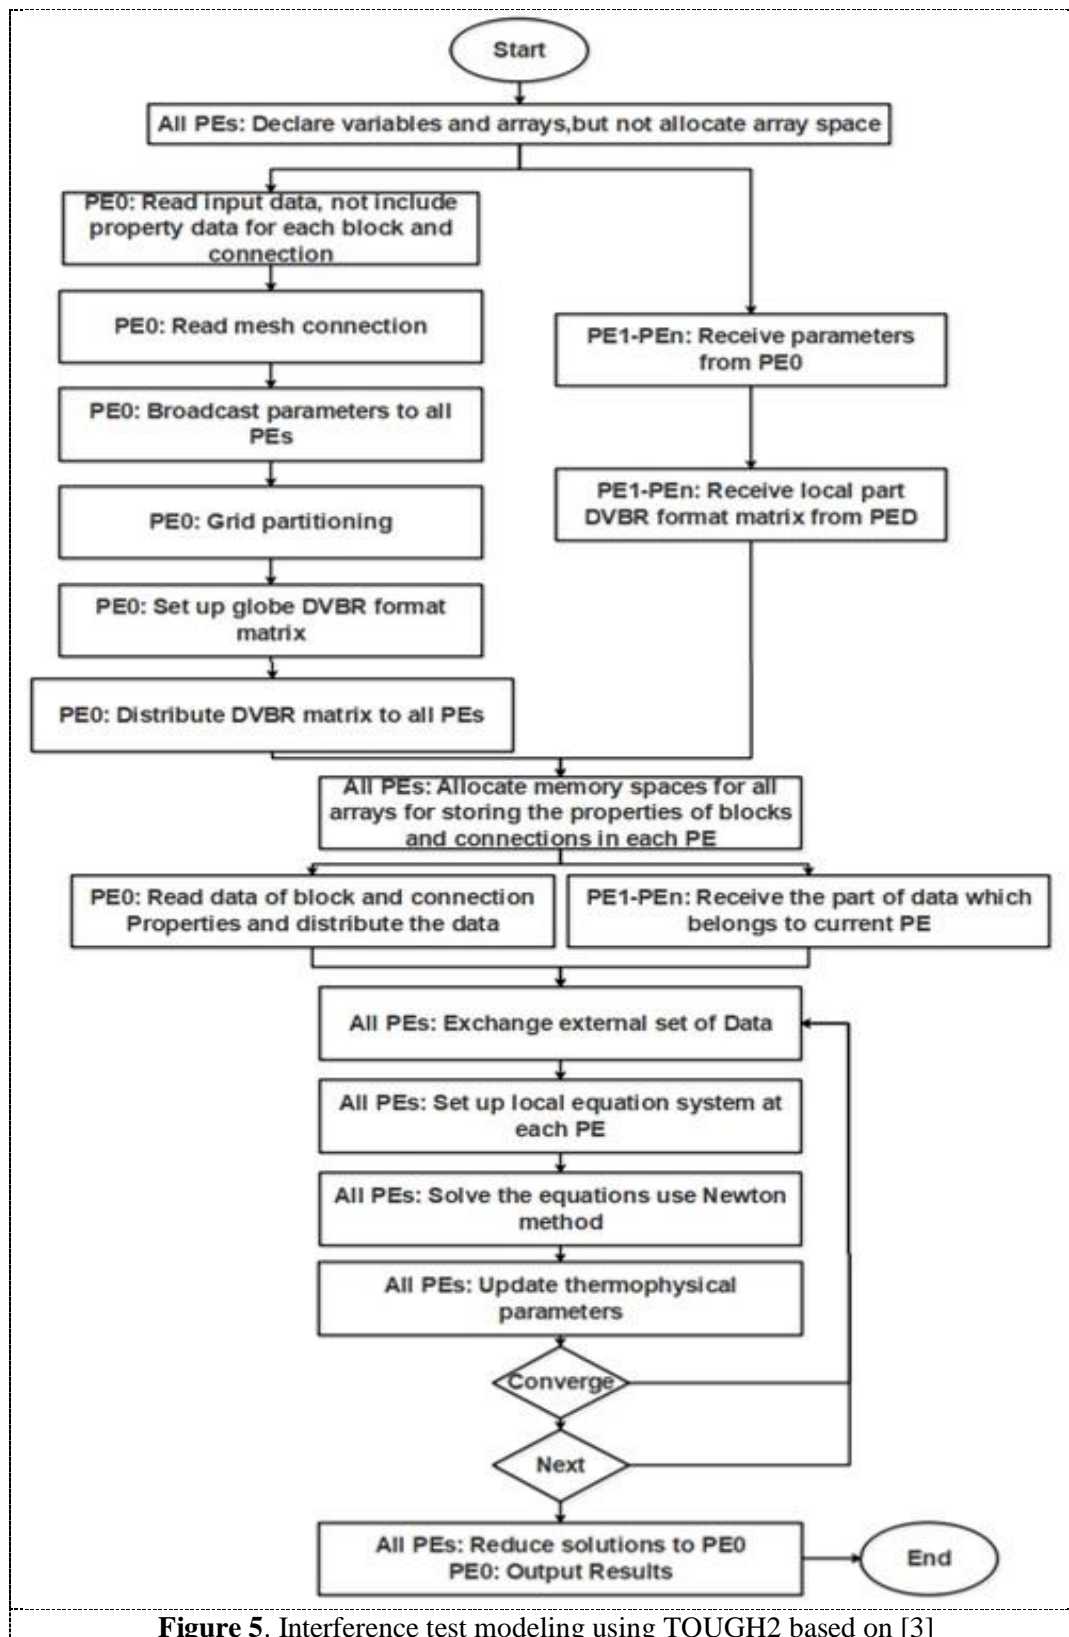 Start
All PEs: Declare variables and arrays,but not allocate array space
PE0: Read input data, not include
property data for each block and
connection
PE0: Read mesh connection
PE0: Broadcast parameters to all
PEs
PE0: Grid partitioning
PE0: Set up globe DVBR format
matrix
PE0: Distribute DVBR matrix to all PEs
PE1-PEn: Receive parameters
from PE0
PE1-PEn: Receive local part
DVBR format matrix from PED
All PEs: Allocate memory spaces for all
arrays for storing the properties of blocks
and connections in each PE
PE0: Read data of block and connection
Properties and distribute the data
PE1-PEn: Receive the part of data which
belongs to current PE
All PEs: Exchange external set of Data
All PEs: Set up local equation system at
each PE
All PEs: Solve the equations use Newton
method
All PEs: Update thermophysical
parameters
Converge
Next
All PEs: Reduce solutions to PE0
PE0: Output Results
End
Figure 5. Interference test modeling using TOUGH2 based on [3]